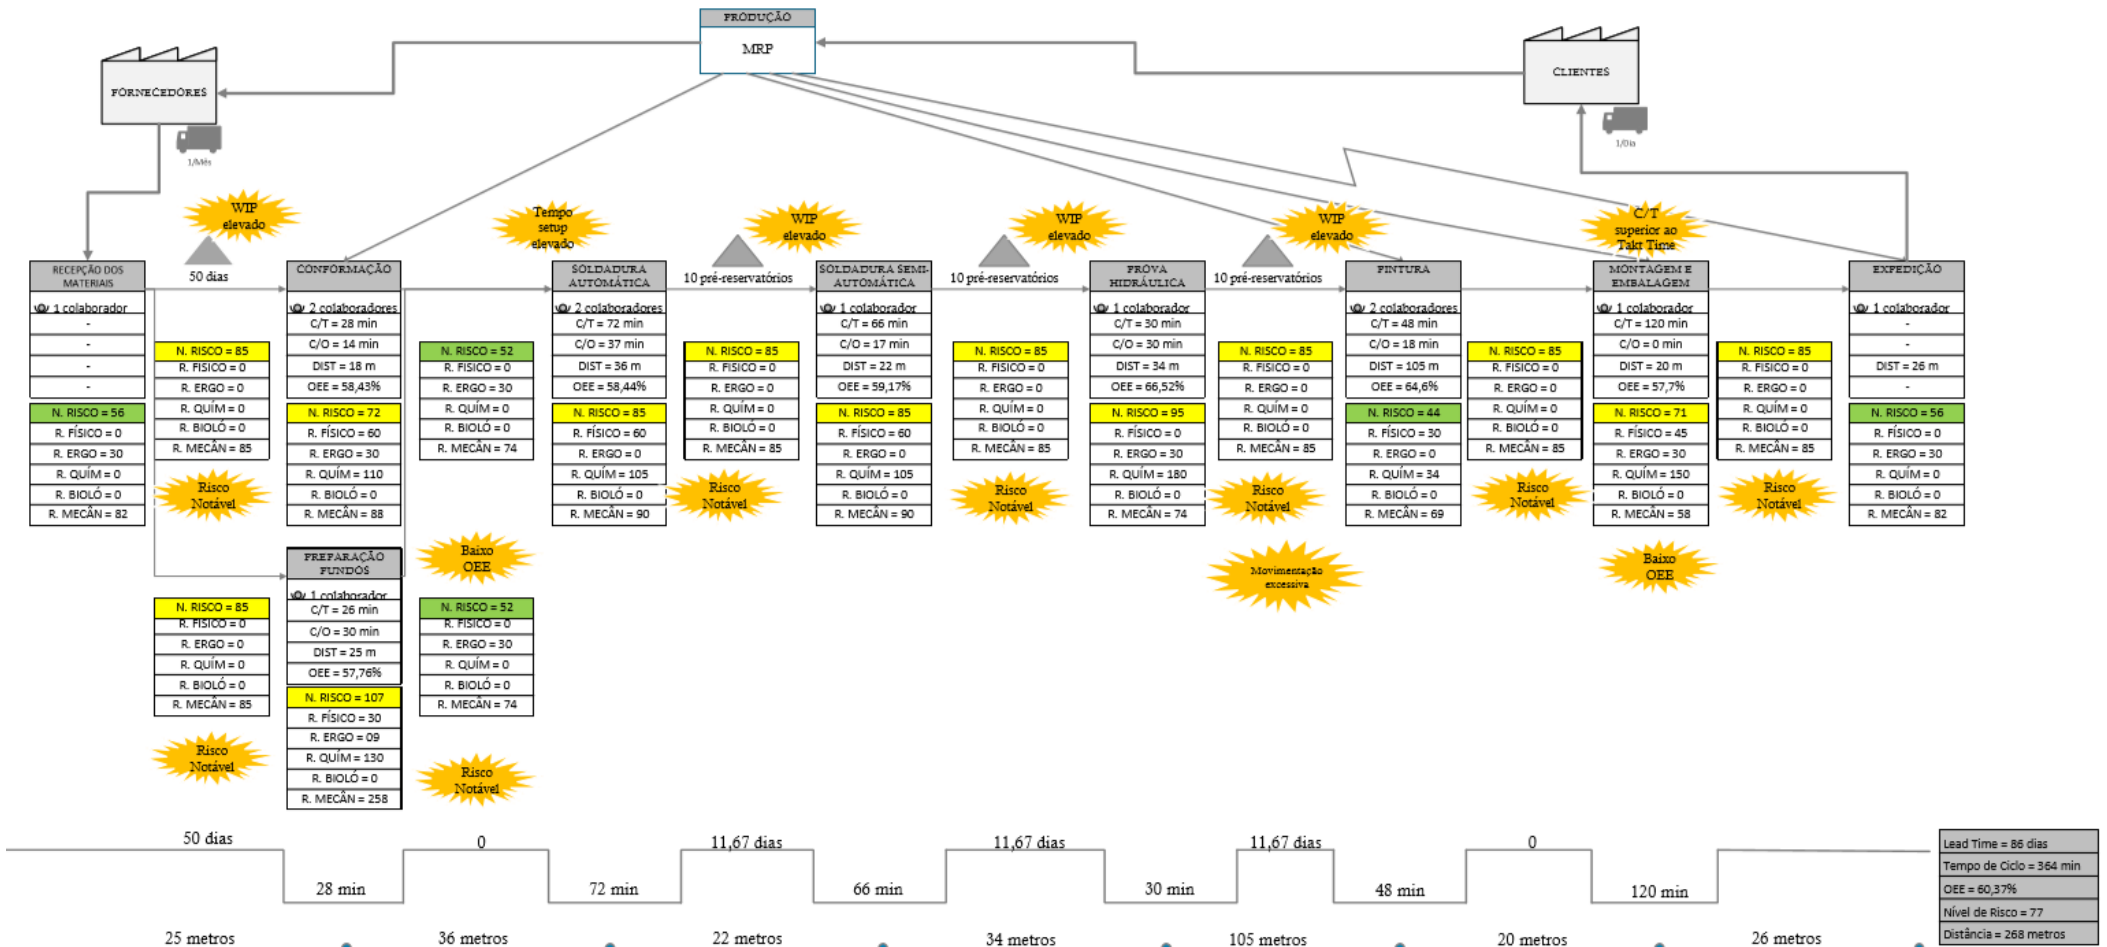 PRODUÇÃO
MRP
FORNECEDORES
1/Mês
CLIENTES
1/Dia
WIP
elevado
50 dias
Tempo
setup
elevado
WIP
elevado
10 pré-reservatórios
WIP
elevado
10 pré-reservatórios
WIP
elevado
10 pré-reservatórios
C/T
superior ao
Takt Time
RECEPÇÃO DOS
MATERIAIS
1 colaborador
-
-
-
-
N. RISCO = 56
R. FÍSICO = 0
R. ERGO = 30
R. QUÍM = 0
R. BIOLÓ = 0
R. MECÂN = 82
N. RISCO = 85
R. FISICO = 0
R. ERGO = 0
R. QUÍM = 0
R. BIOLÓ = 0
R. MECÂN = 85
Risco
Notável
CONFORMAÇÃO
2 colaboradores
C/T = 28 min
C/O = 14 min
DIST = 18 m
OEE = 58,43%
N. RISCO = 72
R. FÍSICO = 60
R. ERGO = 30
R. QUÍM = 110
R. BIOLÓ = 0
R. MECÂN = 88
N. RISCO = 52
R. FISICO = 0
R. ERGO = 30
R. QUÍM = 0
R. BIOLÓ = 0
R. MECÂN = 74
SOLDADURA
AUTOMÁTICA
2 colaboradores
C/T = 72 min
C/O = 37 min
DIST = 36 m
OEE = 58,44%
N. RISCO = 85
R. FÍSICO = 60
R. ERGO = 0
R. QUÍM = 105
R. BIOLÓ = 0
R. MECÂN = 90
N. RISCO = 85
R. FISICO = 0
R. ERGO = 0
R. QUÍM = 0
R. BIOLÓ = 0
R. MECÂN = 85
Risco
Notável
SOLDADURA SEMI-
AUTOMÁTICA
1 colaborador
C/T = 66 min
C/O = 17 min
DIST = 22 m
OEE = 59,17%
N. RISCO = 85
R. FÍSICO = 60
R. ERGO = 0
R. QUÍM = 105
R. BIOLÓ = 0
R. MECÂN = 90
N. RISCO = 85
R. FISICO = 0
R. ERGO = 0
R. QUÍM = 0
R. BIOLÓ = 0
R. MECÂN = 85
Risco
Notável
PROVA
HIDRÁULICA
1 colaborador
C/T = 30 min
C/O = 30 min
DIST = 34 m
OEE = 66,52%
N. RISCO = 95
R. FÍSICO = 0
R. ERGO = 30
R. QUÍM = 180
R. BIOLÓ = 0
R. MECÂN = 74
N. RISCO = 85
R. FISICO = 0
R. ERGO = 0
R. QUÍM = 0
R. BIOLÓ = 0
R. MECÂN = 85
Risco
Notável
PINTURA
2 colaboradores
C/T = 48 min
C/O = 18 min
DIST = 105 m
OEE = 64,6%
N. RISCO = 44
R. FÍSICO = 30
R. ERGO = 0
R. QUÍM = 34
R. BIOLÓ = 0
R. MECÂN = 69
N. RISCO = 85
R. FISICO = 0
R. ERGO = 0
R. QUÍM = 0
R. BIOLÓ = 0
R. MECÂN = 85
Risco
Notável
MONTAGEM E
EMBALAGEM
1 colaborador
C/T = 120 min
C/O = 0 min
DIST = 20 m
OEE = 57,7%
N. RISCO = 71
R. FÍSICO = 45
R. ERGO = 30
R. QUÍM = 150
R. BIOLÓ = 0
R. MECÂN = 58
N. RISCO = 85
R. FISICO = 0
R. ERGO = 0
R. QUÍM = 0
R. BIOLÓ = 0
R. MECÂN = 85
Risco
Notável
EXPEDIÇÃO
1 colaborador
-
-
DIST = 26 m
-
N. RISCO = 56
R. FÍSICO = 0
R. ERGO = 30
R. QUÍM = 0
R. BIOLÓ = 0
R. MECÂN = 82
N. RISCO = 85
R. FISICO = 0
R. ERGO = 0
R. QUÍM = 0
R. BIOLÓ = 0
R. MECÂN = 85
Risco
Notável
PREPARAÇÃO
FUNDOS
1 colaborador
C/T = 26 min
C/O = 30 min
DIST = 25 m
OEE = 57,76%
N. RISCO = 107
R. FÍSICO = 30
R. ERGO = 09
R. QUÍM = 130
R. BIOLÓ = 0
R. MECÂN = 258
Baixo
OEE
N. RISCO = 52
R. FISICO = 0
R. ERGO = 30
R. QUÍM = 0
R. BIOLÓ = 0
R. MECÂN = 74
Risco
Notável
Movimentação
excessiva
Baixo
OEE
50 dias
0
11,67 dias
11,67 dias
11,67 dias
0
28 min
72 min
66 min
30 min
48 min
120 min
25 metros
36 metros
22 metros
34 metros
105 metros
20 metros
26 metros
Lead Time = 86 dias
Tempo de Ciclo = 364 min
OEE = 60,37%
Nível de Risco = 77
Distância = 268 metros